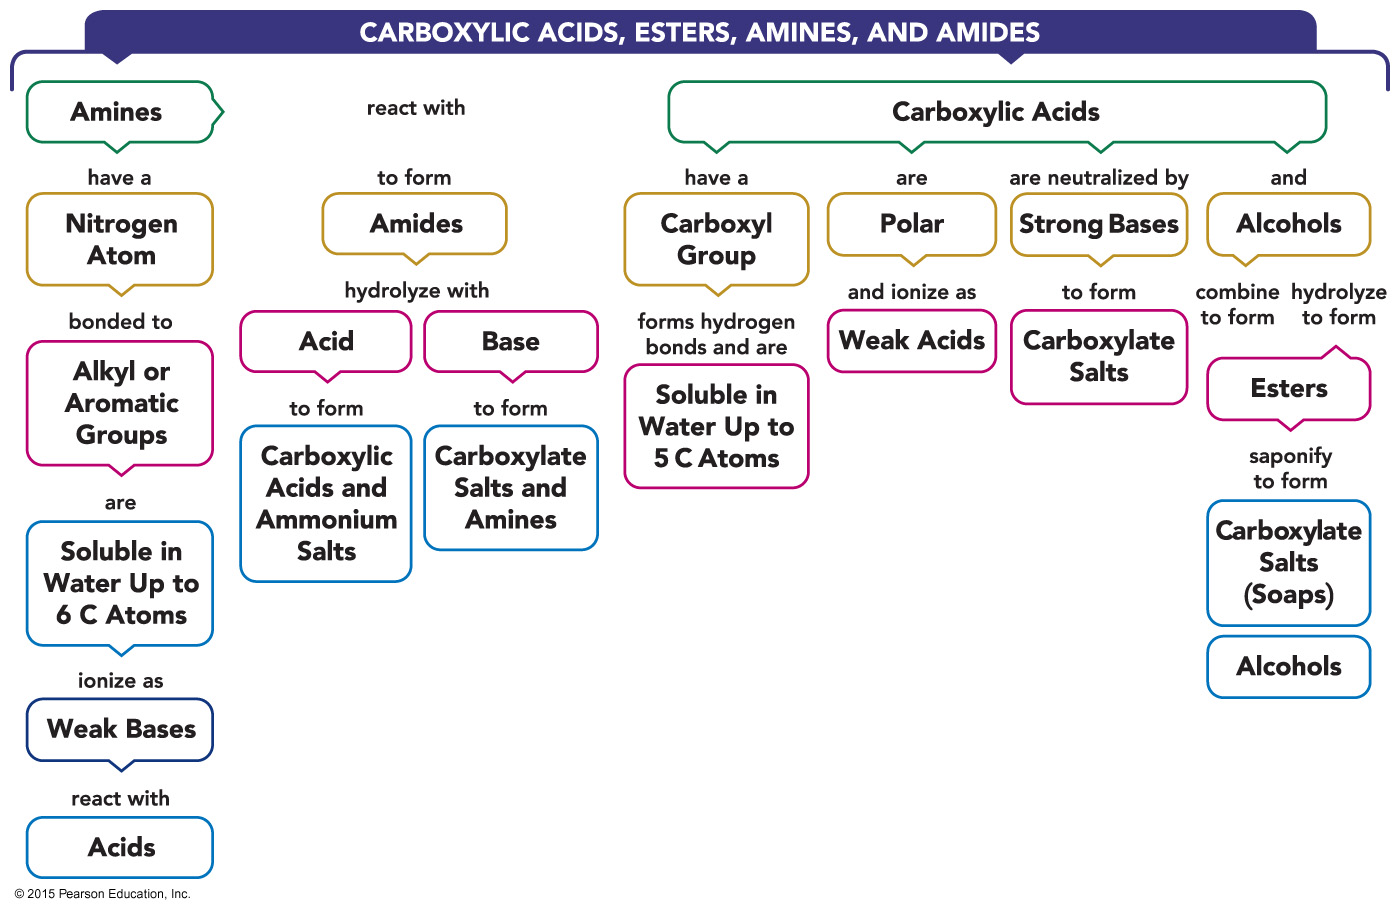 CARBOXYLIC ACIDS, ESTERS, AMINES, AND AMIDES
Amines
have a
Nitrogen
Atom
bonded to
Alkyl or
Aromatic
Groups
are
Soluble in
Water Up to
6 C Atoms
ionize as
Weak Bases
react with
Acids
react with
to form
Amides
hydrolyze with
Acid
to form
Carboxylic
Acids and
Ammonium
Salts
Base
to form
Carboxylate
Salts and
Amines
Carboxylic Acids
have a
Carboxyl
Group
forms hydrogen
bonds and are
Soluble in
Water Up to
5 C Atoms
are
Polar
and ionize as
Weak Acids
are neutralized by
Strong Bases
to form
Carboxylate
Salts
and
Alcohols
combine
to form
hydrolyze
to form
Esters
saponify
to form
Carboxylate
Salts
(Soaps)
Alcohols
© 2015 Pearson Education, Inc.